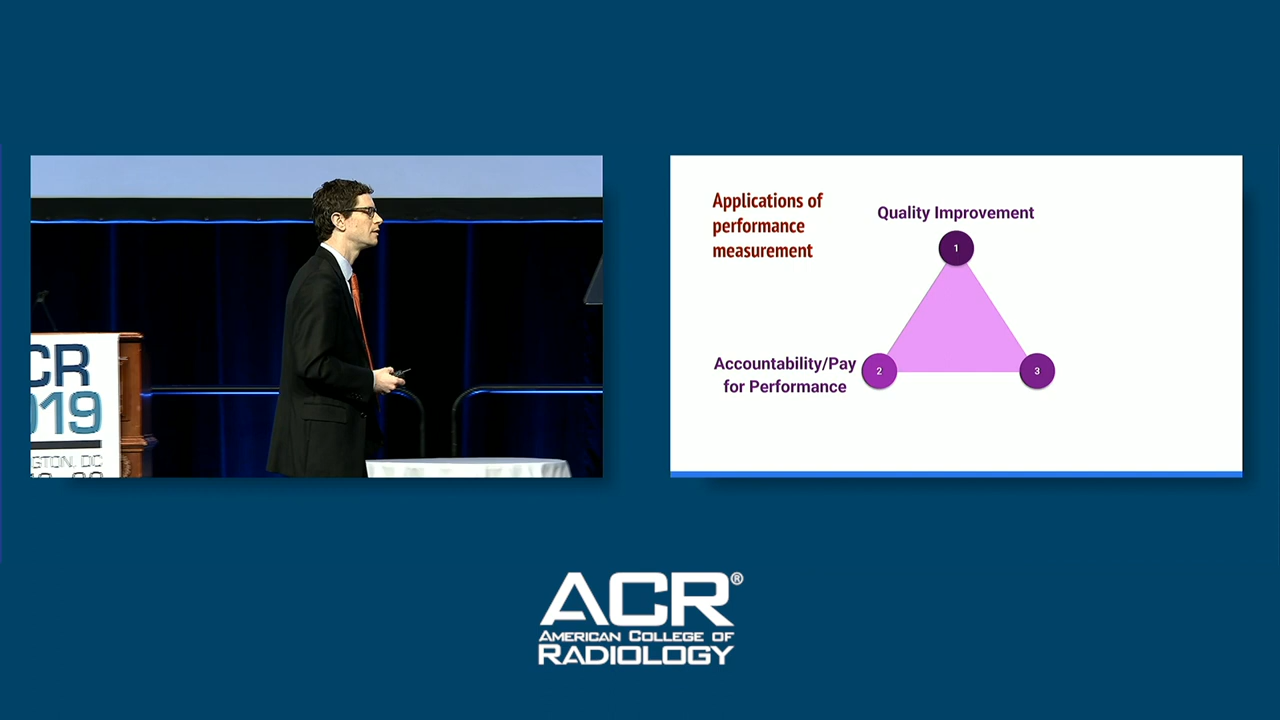 CR
019
GTON, DC
Applications of
performance
measurement
Quality Improvement
1
Accountability/Pay
for Performance
2
3
ACR®
AMERICAN COLLEGE OF
RADIOLOGY